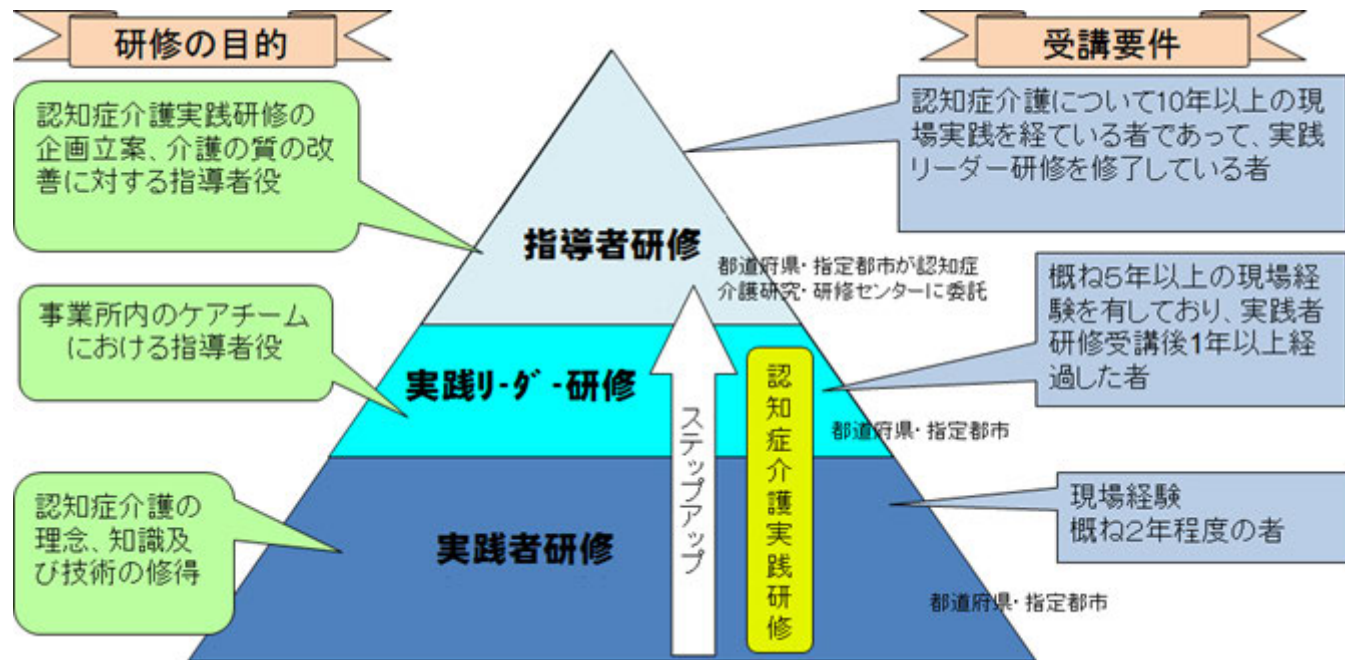 研修の目的
受講要件
認知症介護実践研修の
企画立案、介護の質の改
善に対する指導者役
認知症介護について10年以上の現
場実践を経ている者であって、実践
リーダー研修を修了している者
指導者研修
都道府県・指定都市が認知症
介護研究・研修センターに委託
事業所内のケアチーム
における指導者役
概ね5年以上の現場経
験を有しており、実践者
研修受講後1年以上経
過した者
実践ﾘ-ﾀﾞ-研修
都道府県・指定都市
ステップアップ
認知症介護実践研修
認知症介護の
理念、知識及
び技術の修得
実践者研修
現場経験
概ね2年程度の者
都道府県・指定都市